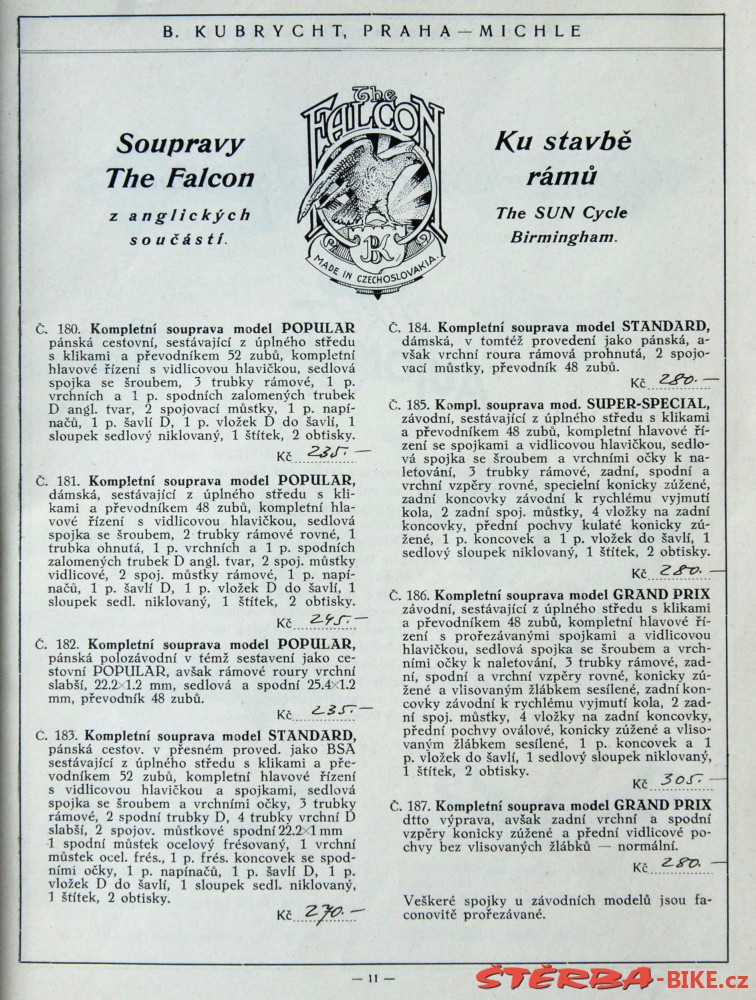 B. KUBRYCHT, PRAHA—MICHLE
Soupravy
The Falcon
z anglických
součástí.
The
FALCON
BK
MADE IN CZECHOSLOVAKIA.
Ku stavbě
rámů
The SUN Cycle
Birmingham.
Č. 180. Kompletní souprava model POPULAR
pánská cestovní, sestávající z úplného středu
s klikami a převodníkem 52 zubů, kompletní
hlavové řízení s vidlicovou hlavičkou, sedlová
spojka se šroubem, 3 trubky rámové, 1 p.
vrchních a 1 p. spodních zalomených trubek
D angl. tvar, 2 spojovací můstky, 1 p. napí-
načů, 1 p. šavlí D, 1 p. vložek D do šavlí, 1
sloupek sedlový niklovaný, 1 štítek, 2 obtisky.
Kč 235.—
Č. 181. Kompletní souprava model POPULAR,
dámská, sestávající z úplného středu s kli-
kami a převodníkem 48 zubů, kompletní hla-
vové řízení s vidlicovou hlavičkou, sedlová
spojka se šroubem, 2 trubky rámové rovné, 1
trubka ohnutá, 1 p. vrchních a 1 p. spodních
zalomených trubek D angl. tvar, 2 spoj. můstky
vidlicové, 2 spoj. můstky rámové, 1 p. napí-
načů, 1 p. šavlí D, 1 p. vložek D do šavlí, 1
sloupek sedl. niklovaný, 1 štítek, 2 obtisky.
Kč 245.—
Č. 182. Kompletní souprava model POPULAR,
pánská polozávodní v témž sestavení jako ce-
stovní POPULAR, avšak rámové roury vrchní
slabší, 22.2×1.2 mm, sedlová a spodní 25.4×1.2
mm, převodník 48 zubů.
Kč 235.—
Č. 183. Kompletní souprava model STANDARD,
pánská cestov. v přesném proved. jako BSA
sestávající z úplného středu s klikami a pře-
vodníkem 52 zubů, kompletní hlavové řízení
s vidlicovou hlavičkou a spojkami, sedlová
spojka se šroubem a vrchními očky, 3 trubky
rámové, 2 spodní trubky D, 4 trubky vrchní D
slabší, 2 spojov. můstkové spodní 22.2×1 mm
1 spodní můstek ocelový frésovaný, 1 vrchní
můstek ocel. frés., 1 p. frés. koncovek se spod-
ními očky, 1 p. napínačů, 1 p. šavlí D, 1 p.
vložek D do šavlí, 1 sloupek sedl. niklovaný,
1 štítek, 2 obtisky.
Kč 270.—
Č. 184. Kompletní souprava model STANDARD,
dámská, v tomtéž provedení jako pánská, a-
však vrchní roura rámová prohnutá, 2 spojo-
vací můstky, převodník 48 zubů.
Kč 280.—
Č. 185. Kompl. souprava mod. SUPER-SPECIAL,
závodní, sestávající z úplného středu s klikami
a převodníkem 48 zubů, kompletní hlavové ří-
zení se spojkami a vidlicovou hlavičkou, sedlo-
vá spojka se šroubem a vrchními očky k na-
letování, 3 trubky rámové, zadní, spodní a
vrchní vzpěry rovné, specielní konicky zúžené,
zadní koncovky závodní k rychlému vyjmutí
kola, 2 zadní spoj. můstky, 4 vložky na zadní
koncovky, přední pochvy kulaté konicky zú-
žené, 1 p. koncovek a 1 p. vložek do šavlí, 1
sedlový sloupek niklovaný, 1 štítek, 2 obtisky.
Kč 280.—
Č. 186. Kompletní souprava model GRAND PRIX
závodní, sestávající z úplného středu s klikami
a převodníkem 48 zubů, kompletní hlavové ří-
zení s prořezávanými spojkami a vidlicovou
hlavičkou, sedlová spojka se šroubem a vrch-
ními očky k naletování, 3 trubky rámové, zad-
ní, spodní a vrchní vzpěry rovné, konicky zú-
žené a vlisovaným žlábkem sesílené, zadní kon-
covky závodní k rychlému vyjmutí kola, 2 zad-
ní spoj. můstky, 4 vložky na zadní koncovky,
přední pochvy oválové, konicky zúžené a vliso-
vaným žlábkem sesílené, 1 p. koncovek a 1
p. vložek do šavlí, 1 sedlový sloupek niklovaný,
1 štítek, 2 obtisky.
Kč 305.—
Č. 187. Kompletní souprava model GRAND PRIX
dtto výprava, avšak zadní vrchní a spodní
vzpěry konicky zúžené a přední vidlicové po-
chvy bez vlisovaných žlábků — normální.
Kč 280.—
Veškeré spojky u závodních modelů jsou fa-
conovitě prořezávané.
— 11 —
ŠTĚRBA-BIKE.cz